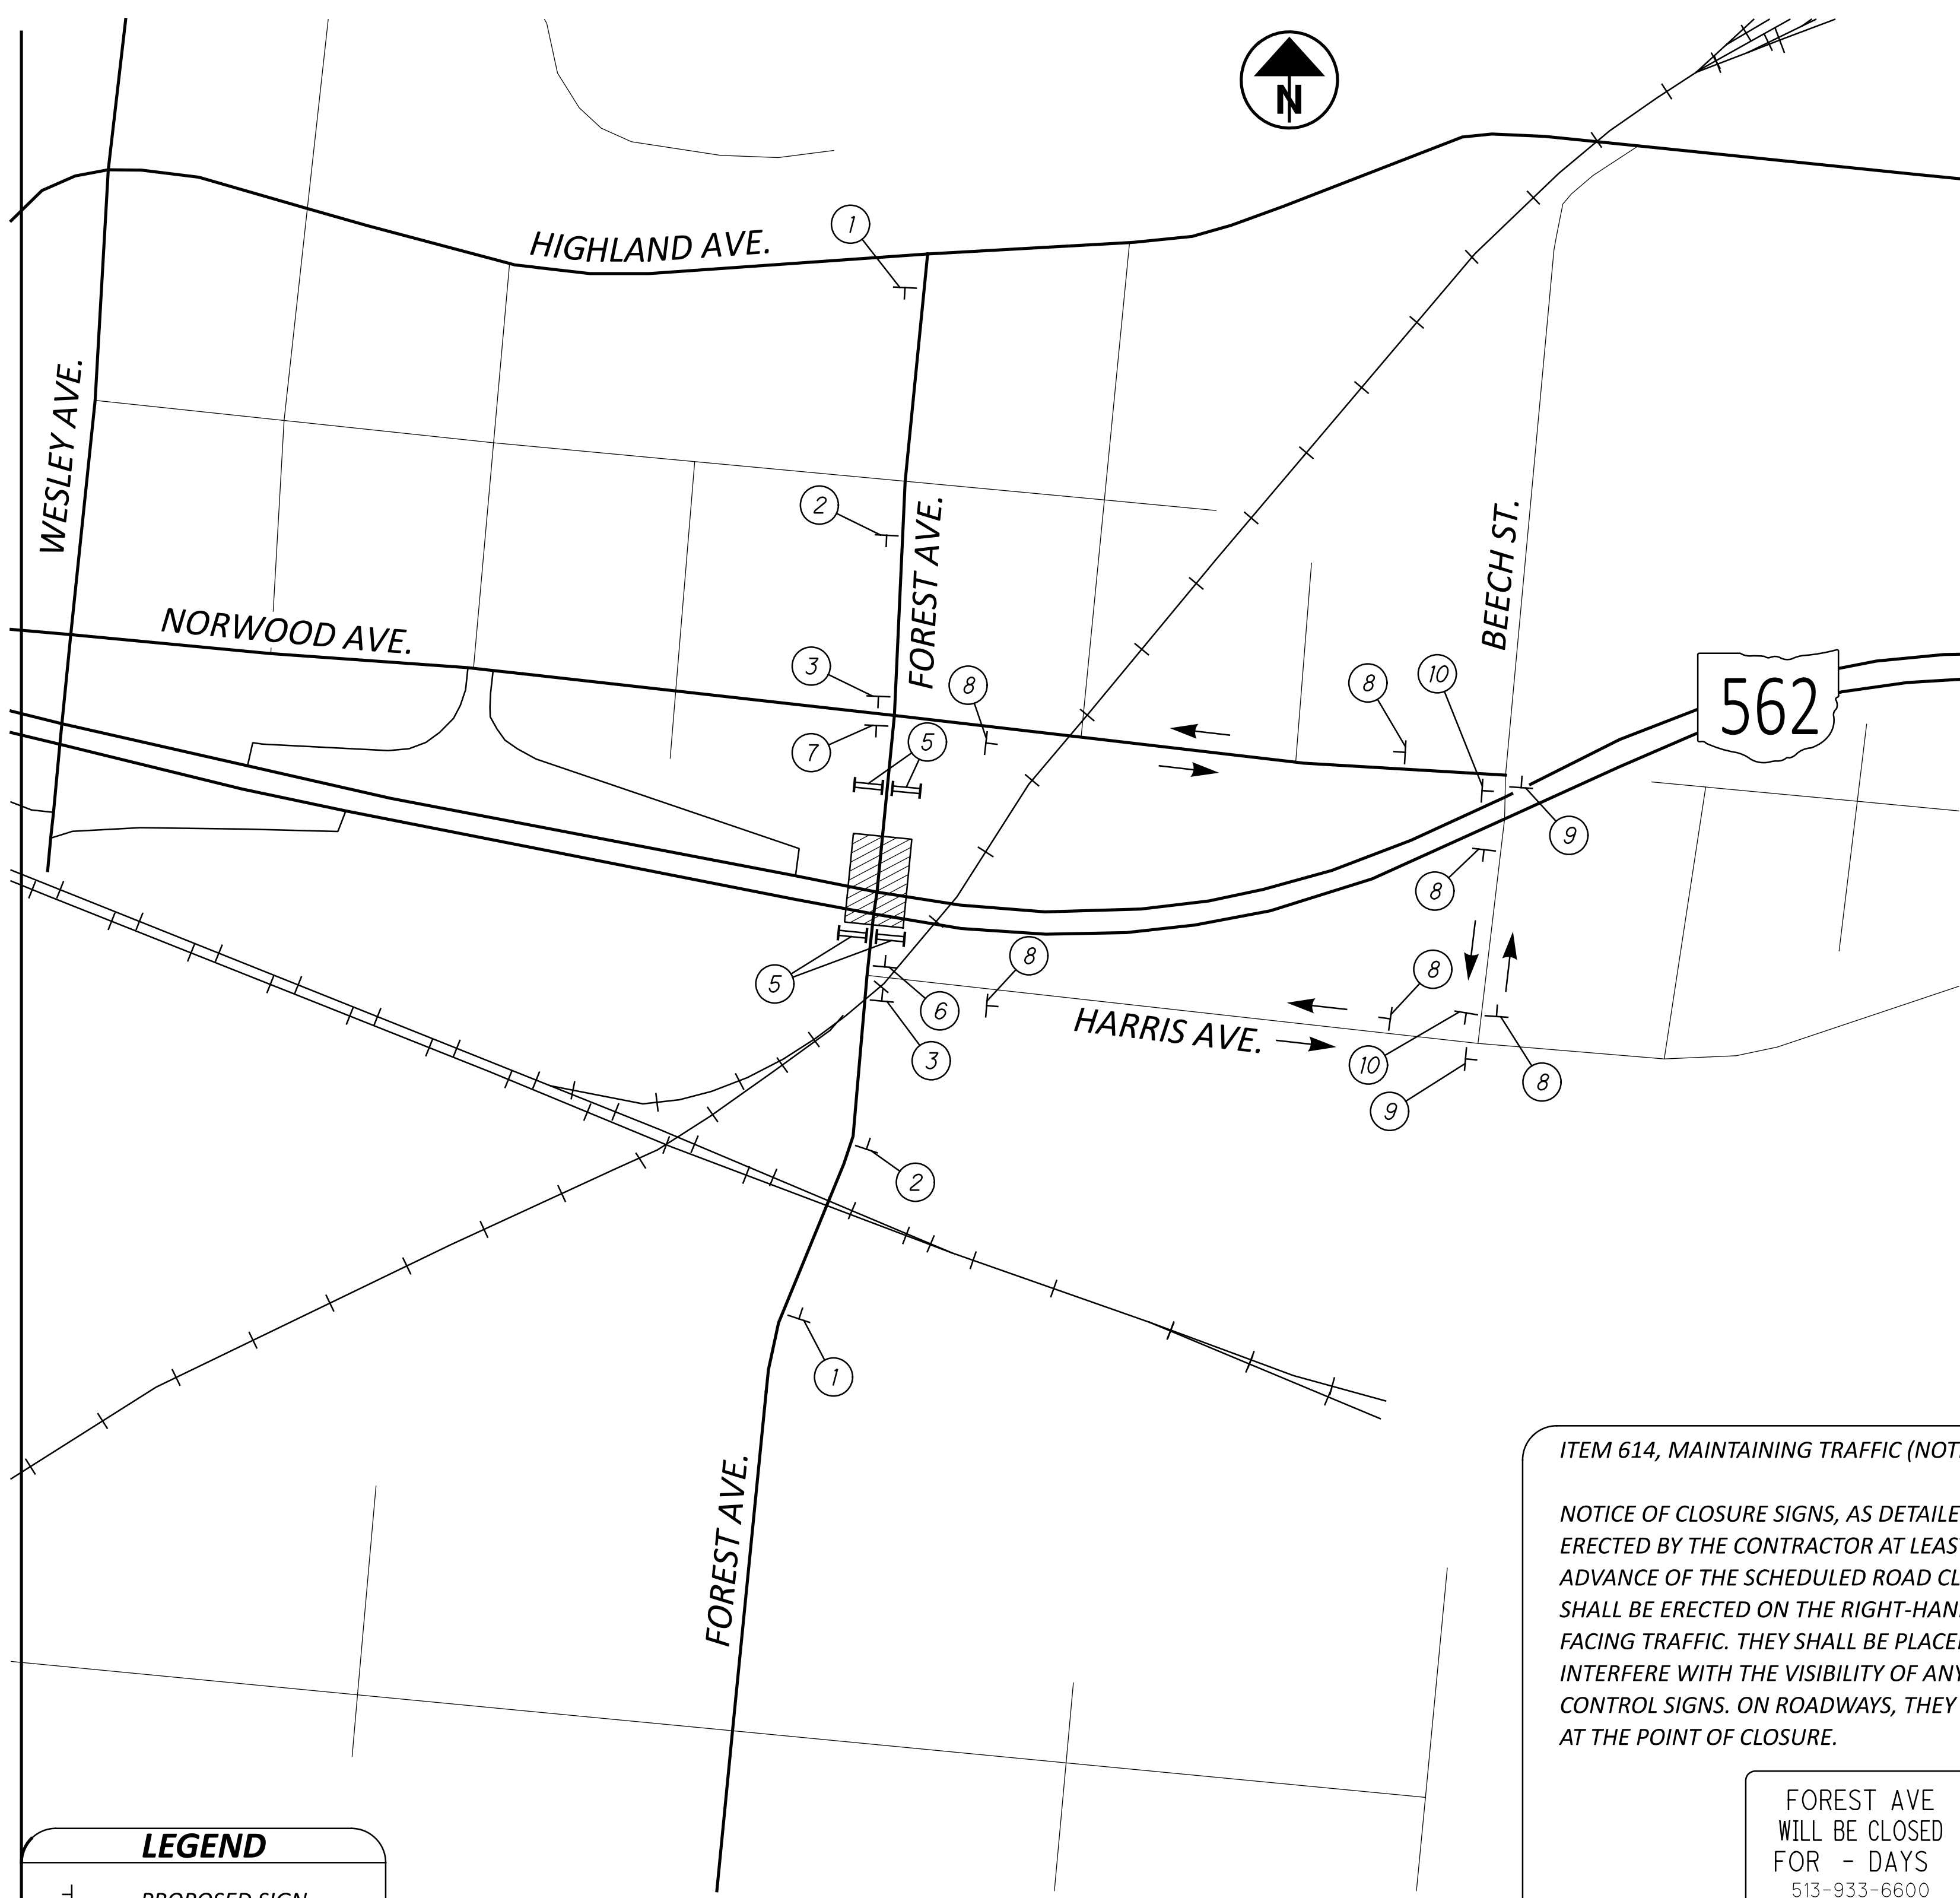 N
HIGHLAND AVE.
1
WESLEY AVE.
2
FOREST AVE.
BEECH ST.
NORWOOD AVE.
3
8
8
10
562
7
5
9
8
5
8
8
6
HARRIS AVE.
3
10
8
9
2
1
FOREST AVE.
ITEM 614, MAINTAINING TRAFFIC (NOT
NOTICE OF CLOSURE SIGNS, AS DETAILE
ERECTED BY THE CONTRACTOR AT LEAS
ADVANCE OF THE SCHEDULED ROAD CL
SHALL BE ERECTED ON THE RIGHT-HAN
FACING TRAFFIC. THEY SHALL BE PLACE
INTERFERE WITH THE VISIBILITY OF ANY
CONTROL SIGNS. ON ROADWAYS, THEY
AT THE POINT OF CLOSURE.
FOREST AVE
WILL BE CLOSED
FOR - DAYS
513-933-6600
LEGEND
PROPOSED SIGN